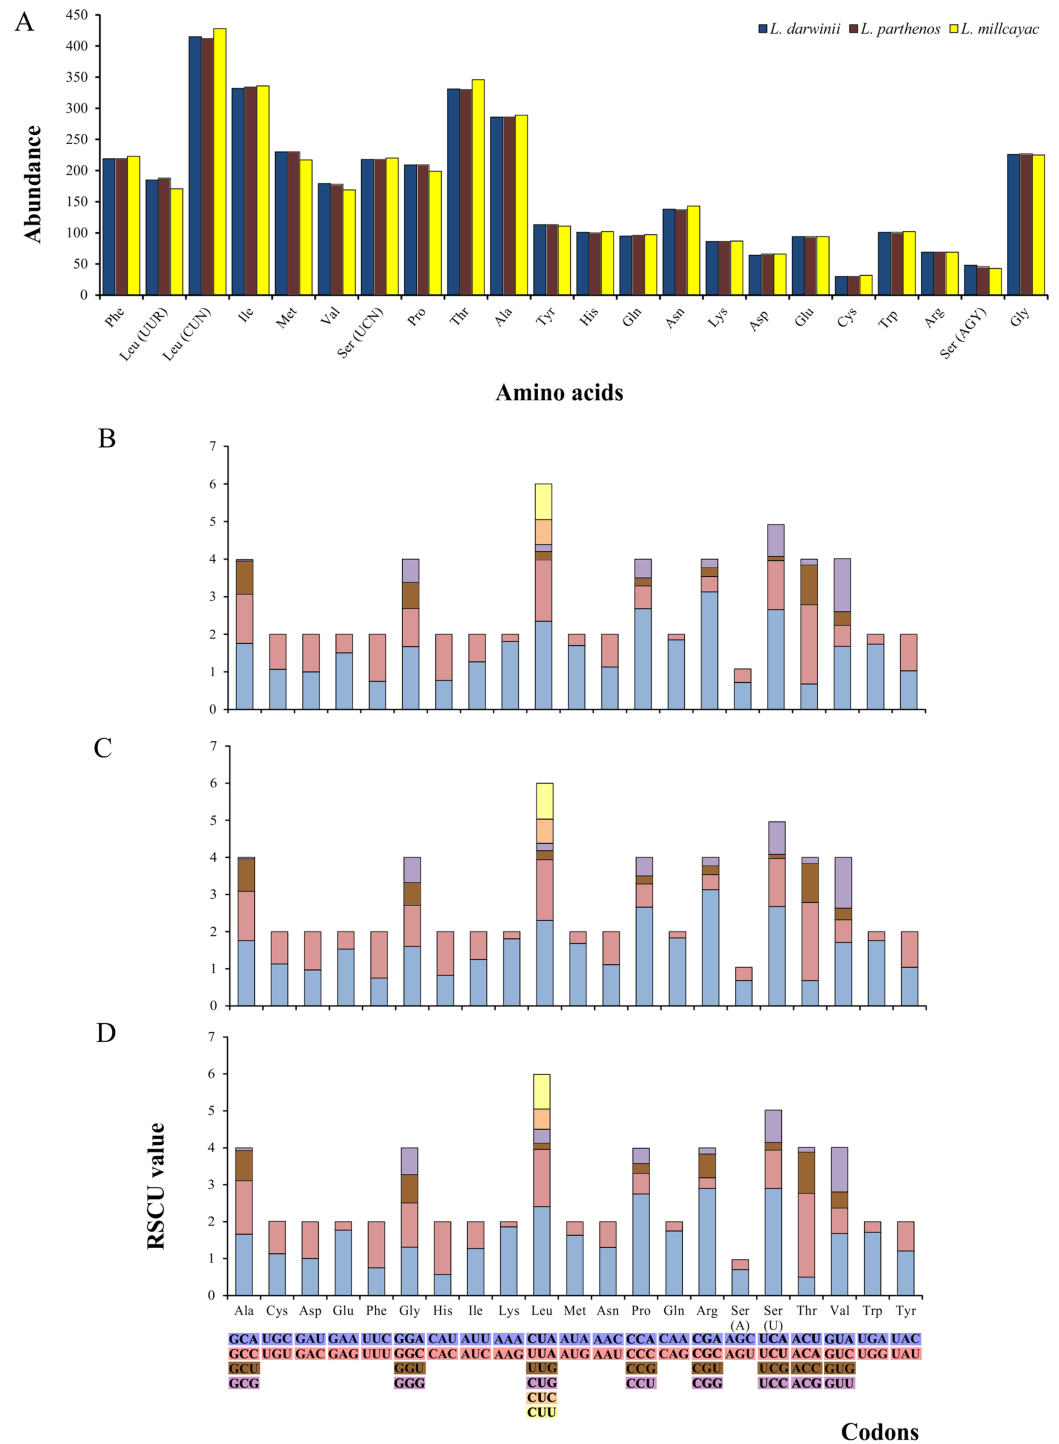 A
450
400
350
300
250
200
150
100
50
0
Abundance
L. darwinii L. parthenos L. millcayac
Phe Leu (UUR) Leu (CUN) Ile Met Val Ser (UCN) Pro Thr Ala Tyr His Gln Asn Lys Asp Glu Cys Trp Arg Ser (AGY) Gly
Amino acids
B
7
6
5
4
3
2
1
0
C
7
6
5
4
3
2
1
0
D
7
6
5
4
3
2
1
0
RSCU value
Ala Cys Asp Glu Phe Gly His Ile Lys Leu Met Asn Pro Gln Arg Ser (A) Ser (U) Thr Val Trp Tyr
GCA UGC GAU GAA UUC GGA CAU AUU AAA CUA AUA AAC CCA CAA CGA AGC UCA ACU GUA UGA UAC
GCC UGU GAC GAG UUU GGC CAC AUC AAG UUA AUG AAU CCC CAG CGC AGU UCU ACA GUC UGG UAU
GCU GGU UUG CCG CGU UCG ACC GUG
GCG GGG CUG CCU CGG UCC ACG GUU
CUC
CUU
Codons